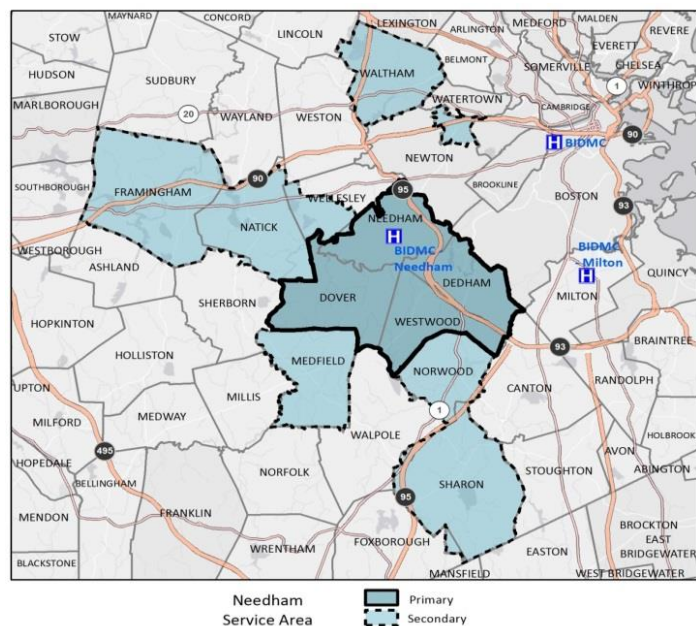 MAYNARD
CONCORD
LEXINGTON
ARLINGTON
MEDFORD
MALDEN
REVERE
STOW
LINCOLN
EVERETT
HUDSON
SUDBURY
WALTHAM
BELMONT
SOMERVILLE
CHELSEA
WINTHROP
MARLBOROUGH
WATERTOWN
CAMBRIDGE
1
20
WAYLAND
WESTON
90
H BIDMC
NEWTON
90
SOUTHBOROUGH
FRAMINGHAM
WELLESLEY
95
BROOKLINE
BOSTON
NATICK
NEEDHAM
93
WESTBOROUGH
H
BIDMC
Needham
BIDMC
Milton
H
ASHLAND
DEDHAM
QUINCY
SHERBORN
DOVER
MILTON
HOPKINTON
WESTWOOD
HOLLISTON
MEDFIELD
NORWOOD
93
BRAINTREE
UPTON
MILLIS
CANTON
RANDOLPH
MILFORD
MEDWAY
1
WALPOLE
HOLBROOK
495
AVON
HOPEDALE
NORFOLK
STOUGHTON
ABINGTON
BELLINGHAM
SHARON
95
MENDON
FRANKLIN
BROCKTON
EAST
BRIDGEWATER
FOXBOROUGH
WRENTHAM
EASTON
BLACKSTONE
MANSFIELD
WEST BRIDGEWATER
Needham
Service Area
Primary
Secondary